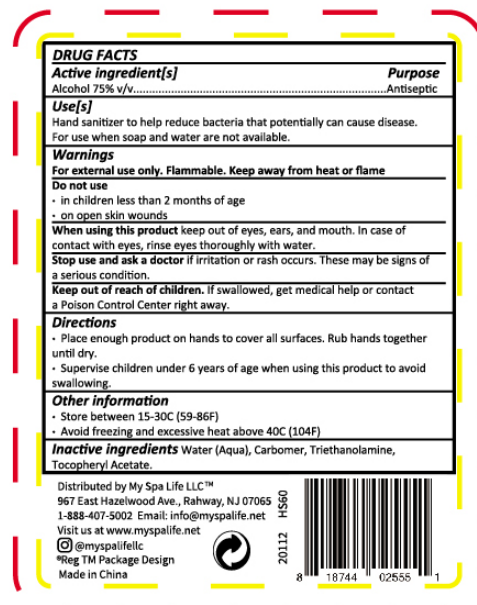 DRUG FACTS
Active ingredient[s] Purpose
Alcohol 75% v/v.................................................................Antiseptic
Use[s]
Hand sanitizer to help reduce bacteria that potentially can cause disease.
For use when soap and water are not available.
Warnings
For external use only. Flammable. Keep away from heat or flame
Do not use
· in children less than 2 months of age
· on open skin wounds
When using this product keep out of eyes, ears, and mouth. In case of
contact with eyes, rinse eyes thoroughly with water.
Stop use and ask a doctor if irritation or rash occurs. These may be signs of
a serious condition.
Keep out of reach of children. If swallowed, get medical help or contact
a Poison Control Center right away.
Directions
· Place enough product on hands to cover all surfaces. Rub hands together
until dry.
· Supervise children under 6 years of age when using this product to avoid
swallowing.
Other information
· Store between 15-30C (59-86F)
· Avoid freezing and excessive heat above 40C (104F)
Inactive ingredients Water (Aqua), Carbomer, Triethanolamine,
Tocopheryl Acetate.
Distributed by My Spa Life LLC™
967 East Hazelwood Ave., Rahway, NJ 07065
1-888-407-5002 Email: info@myspalife.net
Visit us at www.myspalife.net
@myspalifellc
®Reg TM Package Design
Made in China
20112 HS60
8 18744 02555 1